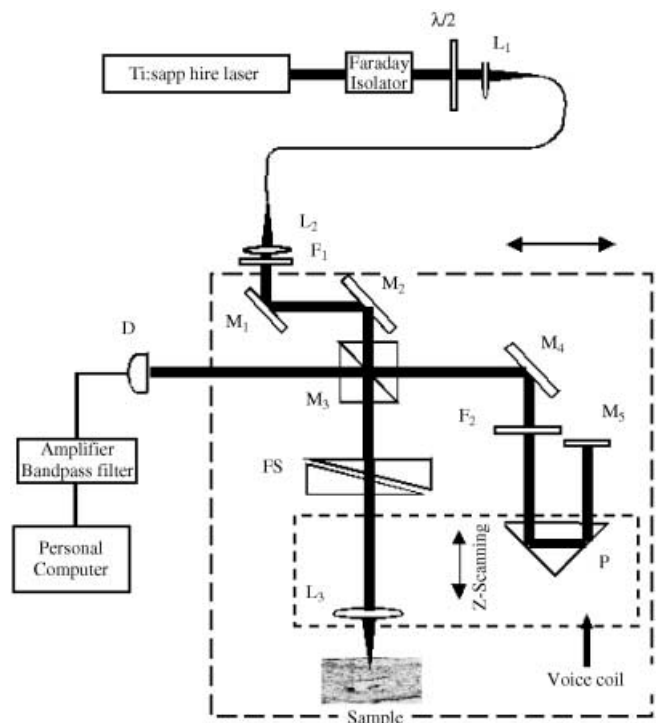 λ/2
L1
Ti:sapp hire laser
Faraday
Isolator
L2
F1
M2
M1
D
M4
M3
F2
M5
Amplifier
Bandpass filter
FS
Personal
Computer
Z-Scanning
P
L3
Voice coil
Sample